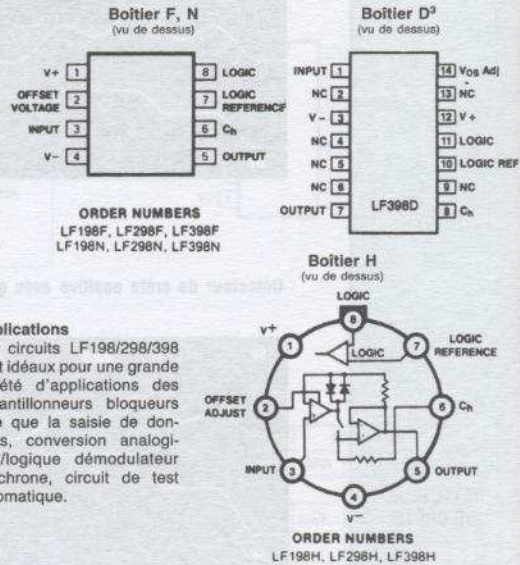 Boîtier F, N
(vu de dessus)
V+ 1
8 LOGIC
OFFSET
VOLTAGE 2
7 LOGIC
REFERENCE
INPUT 3
6 Ch
V− 4
5 OUTPUT
ORDER NUMBERS
LF198F, LF298F, LF398F
LF198N, LF298N, LF398N
Boîtier D³
(vu de dessus)
INPUT 1
14 VOS Adj
NC 2
13 NC
V− 3
12 V+
NC 4
11 LOGIC
NC 5
10 LOGIC REF
NC 6
9 NC
OUTPUT 7
8 Ch
LF398D
plications
circuits LF198/298/398
t idéaux pour une grande
été d'applications des
antillonneurs bloqueurs
que la saisie de don-
s, conversion analogi-
/logique démodulateur
chrone, circuit de test
omatique.
Boîtier H
(vu de dessus)
LOGIC
8
V+
1
LOGIC
7
LOGIC
REFERENCE
OFFSET
ADJUST
2
6
Ch
INPUT
3
5
OUTPUT
4
V−
ORDER NUMBERS
LF198H, LF298H, LF398H